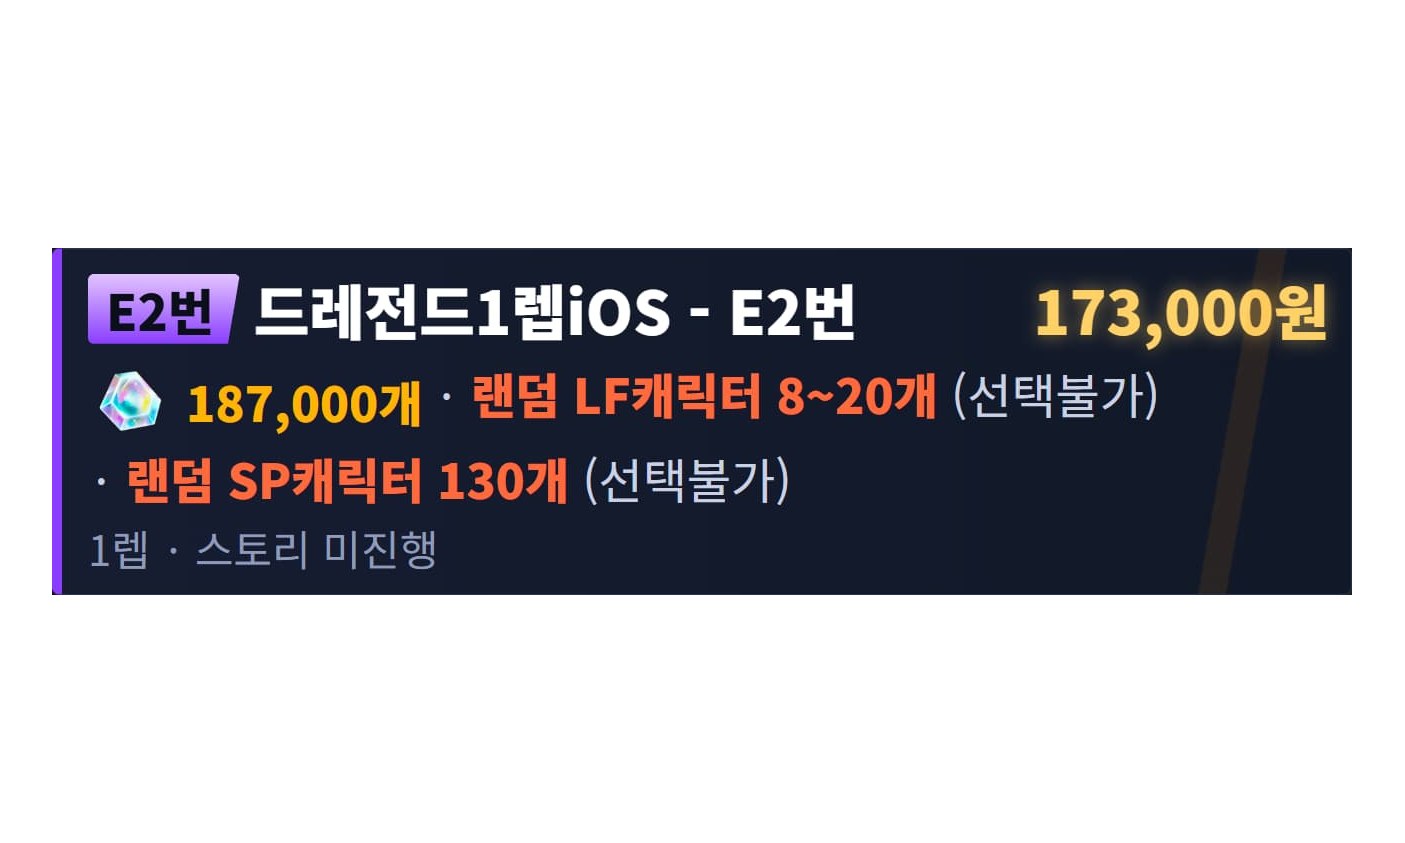 E2번 드레전드1렙iOS - E2번 173,000원
187,000개 · 랜덤 LF캐릭터 8~20개 (선택불가)
· 랜덤 SP캐릭터 130개 (선택불가)
1렙 · 스토리 미진행